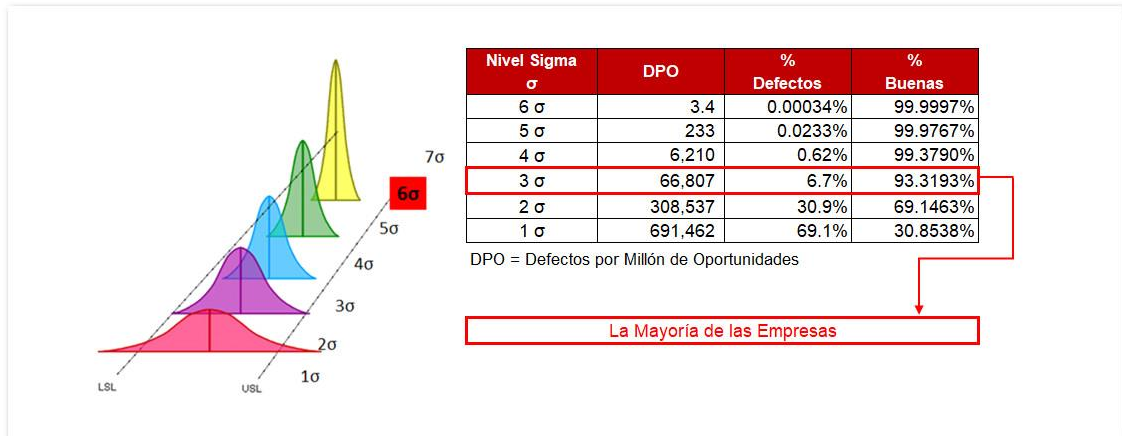 Nivel Sigma σ DPO % Defectos % Buenas
6 σ 3.4 0.00034% 99.9997%
5 σ 233 0.0233% 99.9767%
4 σ 6,210 0.62% 99.3790%
3 σ 66,807 6.7% 93.3193%
2 σ 308,537 30.9% 69.1463%
1 σ 691,462 69.1% 30.8538%
DPO = Defectos por Millón de Oportunidades
La Mayoría de las Empresas
7σ
6σ
5σ
4σ
3σ
2σ
1σ
LSL
USL